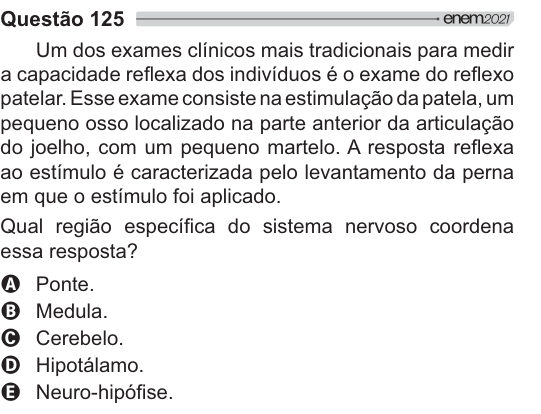 Questão 125 enem2021
Um dos exames clínicos mais tradicionais para medir
a capacidade reflexa dos indivíduos é o exame do reflexo
patelar. Esse exame consiste na estimulação da patela, um
pequeno osso localizado na parte anterior da articulação
do joelho, com um pequeno martelo. A resposta reflexa
ao estímulo é caracterizada pelo levantamento da perna
em que o estímulo foi aplicado.
Qual região específica do sistema nervoso coordena
essa resposta?
A Ponte.
B Medula.
C Cerebelo.
D Hipotálamo.
E Neuro-hipófise.